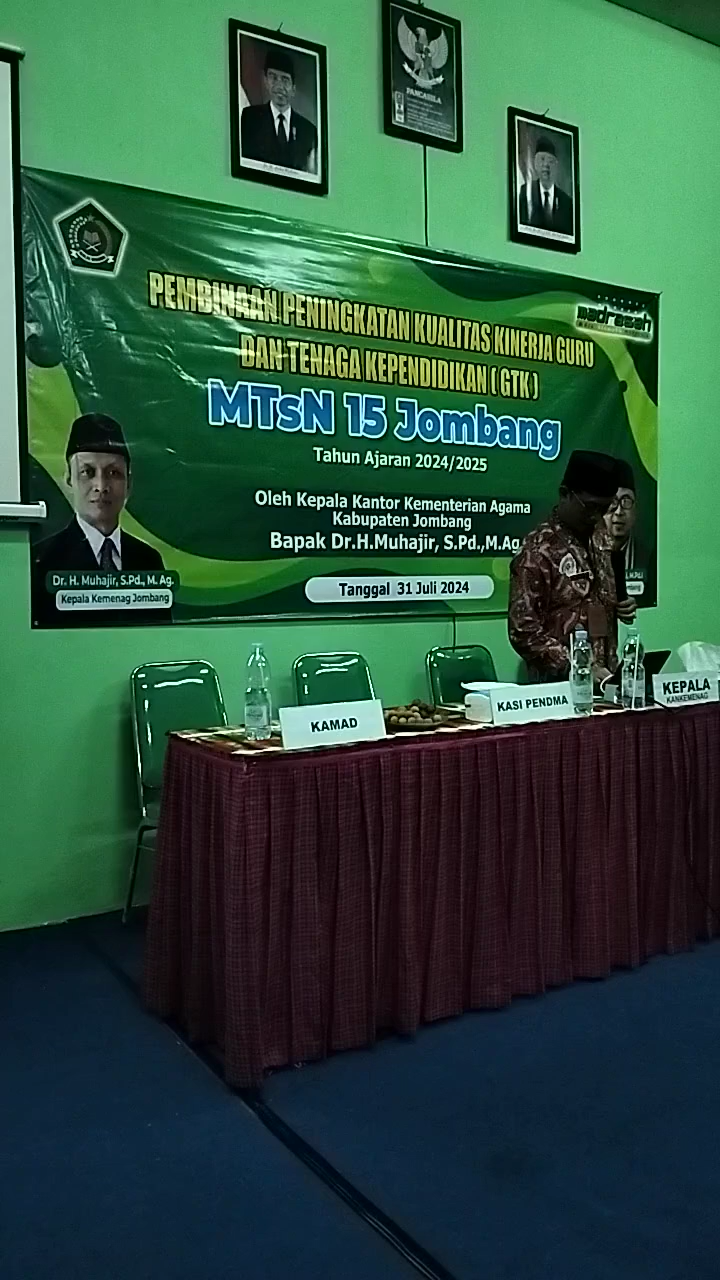 PANCASILA
PEMBINAAN PENINGKATAN KUALITAS KINERJA GURU
DAN TENAGA KEPENDIDIKAN ( GTK )
madrasah
MTsN 15 Jombang
Tahun Ajaran 2024/2025
Oleh Kepala Kantor Kementerian Agama
Kabupaten Jombang
Bapak Dr.H.Muhajir, S.Pd.,M.Ag
Dr. H. Muhajir, S.Pd., M. Ag.
Kepala Kemenag Jombang
Tanggal 31 Juli 2024
KAMAD
KASI PENDMA
KEPALA
KANKEMENAG